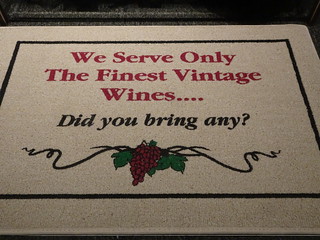 We Serve Only
The Finest Vintage
Wines....
Did you bring any?